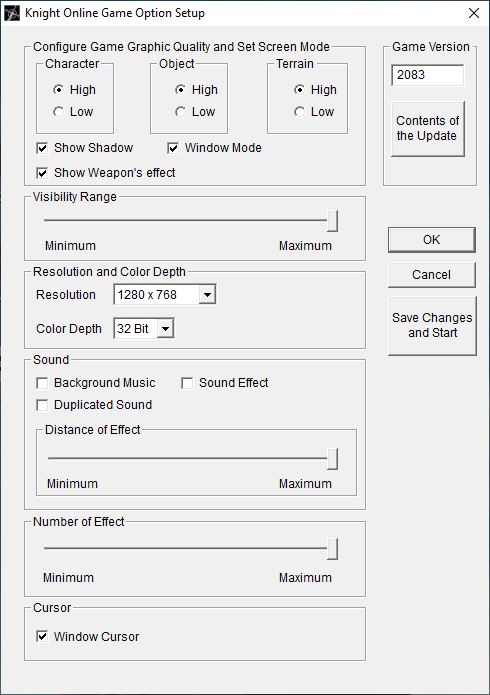 Knight Online Game Option Setup
Configure Game Graphic Quality and Set Screen Mode
Character
High
Low
Object
High
Low
Terrain
High
Low
Show Shadow
Window Mode
Show Weapon's effect
Game Version
2083
Contents of
the Update
Visibility Range
Minimum
Maximum
OK
Cancel
Save Changes
and Start
Resolution and Color Depth
Resolution
1280 x 768
Color Depth
32 Bit
Sound
Background Music
Sound Effect
Duplicated Sound
Distance of Effect
Minimum
Maximum
Number of Effect
Minimum
Maximum
Cursor
Window Cursor